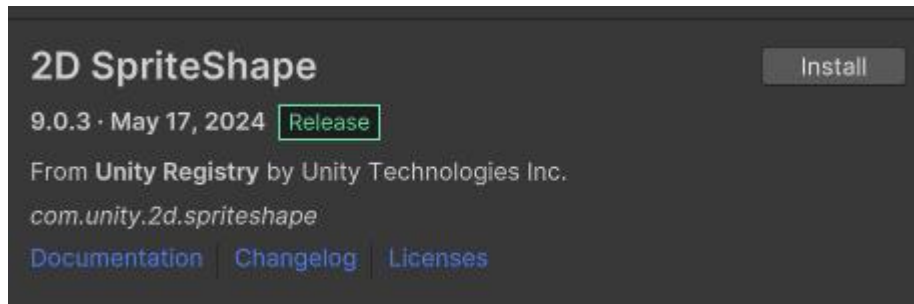 2D SpriteShape
Install
9.0.3 · May 17, 2024 Release
From Unity Registry by Unity Technologies Inc.
com.unity.2d.spriteshape
Documentation Changelog Licenses